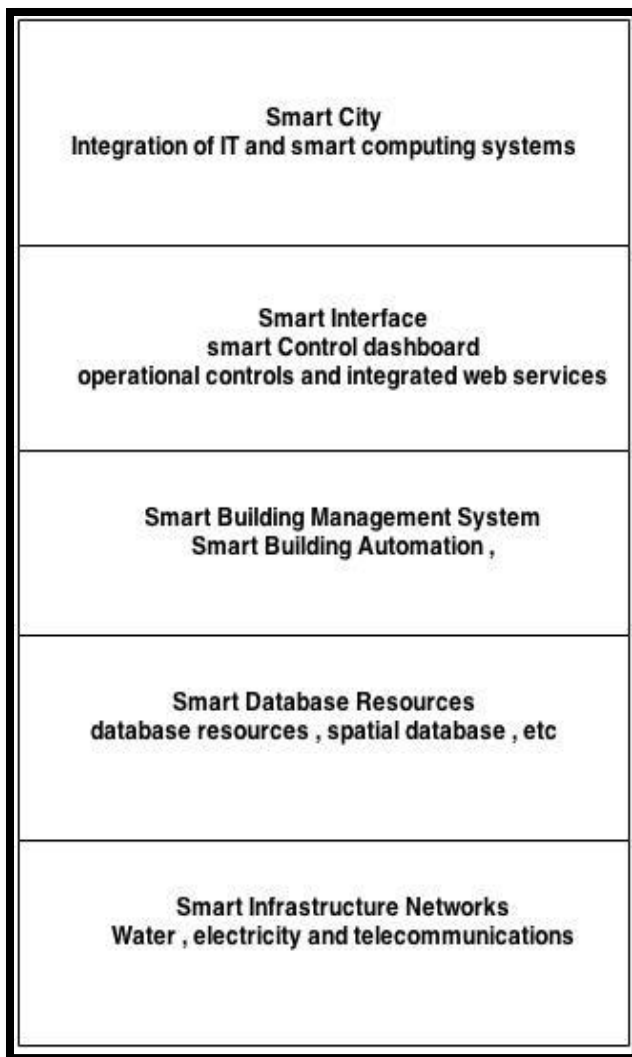 Smart City
Integration of IT and smart computing systems
Smart Interface
smart Control dashboard
operational controls and integrated web services
Smart Building Management System
Smart Building Automation ,
Smart Database Resources
database resources , spatial database , etc
Smart Infrastructure Networks
Water , electricity and telecommunications